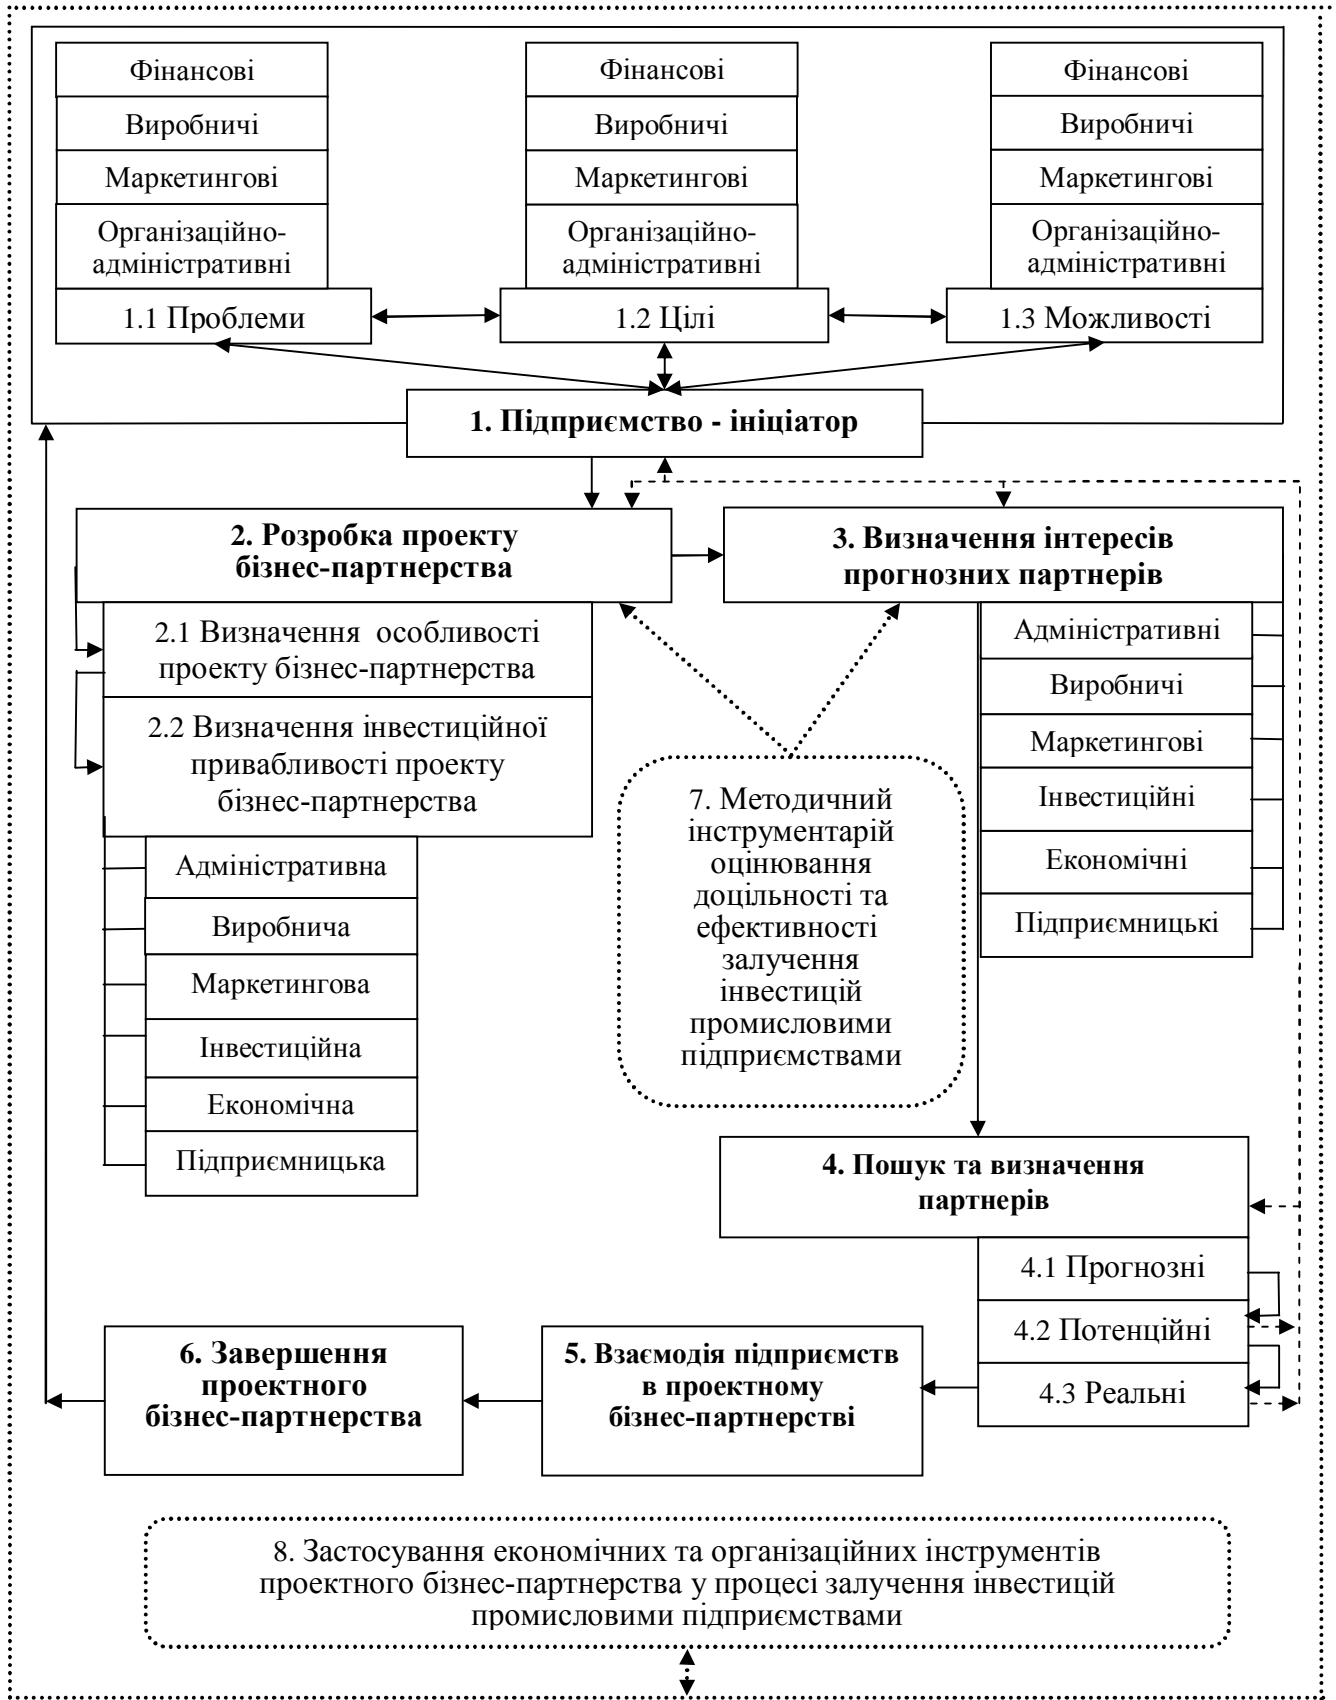 Фінансові
Виробничі
Маркетингові
Організаційно-
адміністративні
1.1 Проблеми
Фінансові
Виробничі
Маркетингові
Організаційно-
адміністративні
1.2 Цілі
Фінансові
Виробничі
Маркетингові
Організаційно-
адміністративні
1.3 Можливості
1. Підприємство - ініціатор
2. Розробка проекту
бізнес-партнерства
2.1 Визначення особливості
проекту бізнес-партнерства
2.2 Визначення інвестиційної
привабливості проекту
бізнес-партнерства
Адміністративна
Виробнича
Маркетингова
Інвестиційна
Економічна
Підприємницька
3. Визначення інтересів
прогнозних партнерів
Адміністративні
Виробничі
Маркетингові
Інвестиційні
Економічні
Підприємницькі
7. Методичний
інструментарій
оцінювання
доцільності та
ефективності
залучення
інвестицій
промисловими
підприємствами
4. Пошук та визначення
партнерів
4.1 Прогнозні
4.2 Потенційні
4.3 Реальні
5. Взаємодія підприємств
в проектному
бізнес-партнерстві
6. Завершення
проектного
бізнес-партнерства
8. Застосування економічних та організаційних інструментів
проектного бізнес-партнерства у процесі залучення інвестицій
промисловими підприємствами